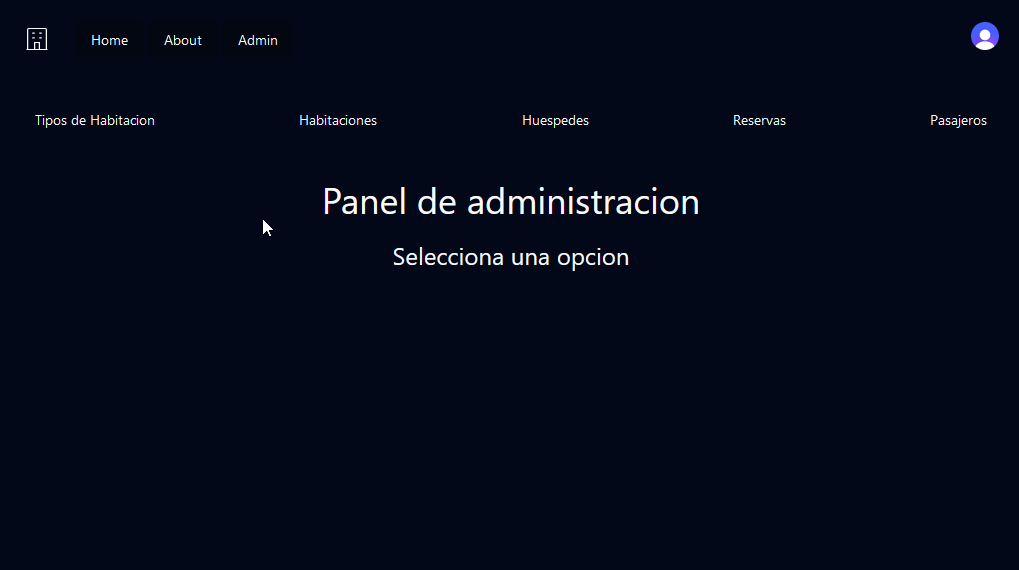 Home About Admin
Tipos de Habitacion Habitaciones Huespedes Reservas Pasajeros
Panel de administracion
Selecciona una opcion